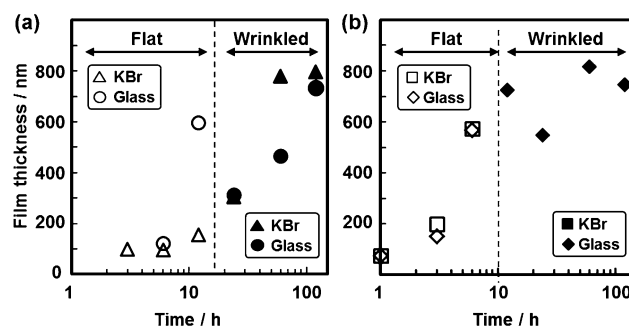 (a)
Flat
Wrinkled
KBr
Glass
KBr
Glass
Film thickness / nm
800
600
400
200
0
1
10
100
Time / h
(b)
Flat
Wrinkled
KBr
Glass
KBr
Glass
800
600
400
200
0
1
10
100
Time / h